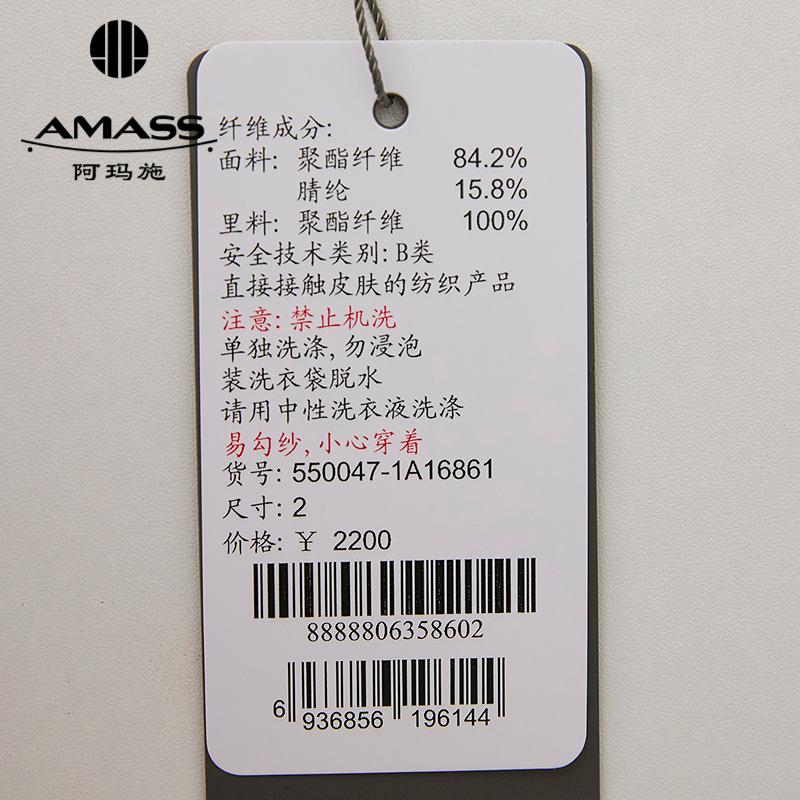 AMASS
阿玛施
纤维成分:
面料: 聚酯纤维 84.2%
腈纶 15.8%
里料: 聚酯纤维 100%
安全技术类别: B类
直接接触皮肤的纺织产品
注意: 禁止机洗
单独洗涤, 勿浸泡
装洗衣袋脱水
请用中性洗衣液洗涤
易勾纱, 小心穿着
货号: 550047-1A16861
尺寸: 2
价格: ¥ 2200
8888806358602
6 936856 196144